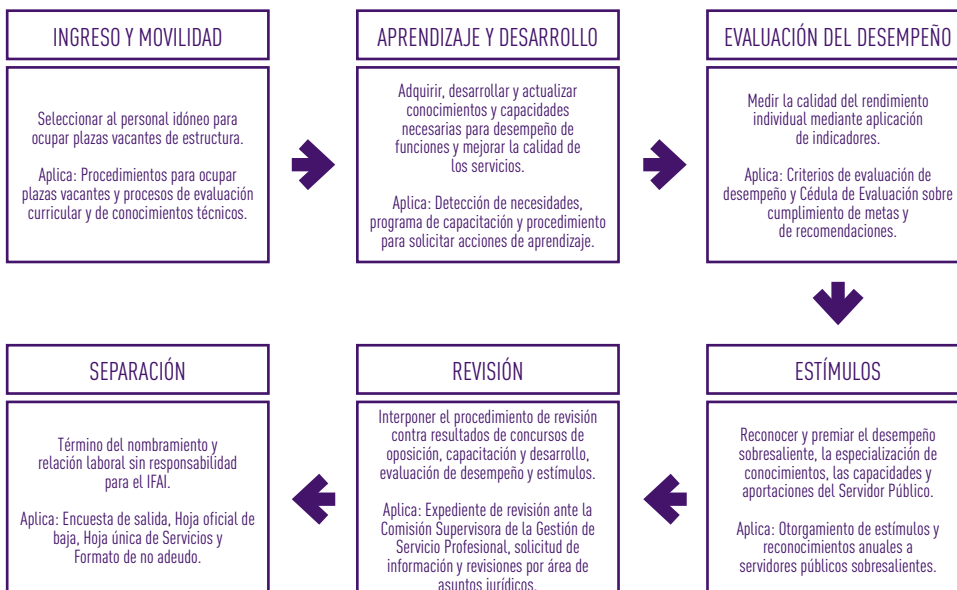 INGRESO Y MOVILIDAD
Seleccionar al personal idóneo para
ocupar plazas vacantes de estructura.
Aplica: Procedimientos para ocupar
plazas vacantes y procesos de evaluación
curricular y de conocimientos técnicos.
APRENDIZAJE Y DESARROLLO
Adquirir, desarrollar y actualizar
conocimientos y capacidades
necesarias para desempeño de
funciones y mejorar la calidad de
los servicios.
Aplica: Detección de necesidades,
programa de capacitación y procedimiento
para solicitar acciones de aprendizaje.
EVALUACIÓN DEL DESEMPEÑO
Medir la calidad del rendimiento
individual mediante aplicación
de indicadores.
Aplica: Criterios de evaluación de
desempeño y Cédula de Evaluación sobre
cumplimiento de metas y
de recomendaciones.
ESTÍMULOS
Reconocer y premiar el desempeño
sobresaliente, la especialización de
conocimientos, las capacidades y
aportaciones del Servidor Público.
Aplica: Otorgamiento de estímulos y
reconocimientos anuales a
servidores públicos sobresalientes.
REVISIÓN
Interponer el procedimiento de revisión
contra resultados de concursos de
oposición, capacitación y desarrollo,
evaluación de desempeño y estímulos.
Aplica: Expediente de revisión ante la
Comisión Supervisora de la Gestión de
Servicio Profesional, solicitud de
información y revisiones por área de
asuntos jurídicos.
SEPARACIÓN
Término del nombramiento y
relación laboral sin responsabilidad
para el IFAI.
Aplica: Encuesta de salida, Hoja oficial de
baja, Hoja única de Servicios y
Formato de no adeudo.